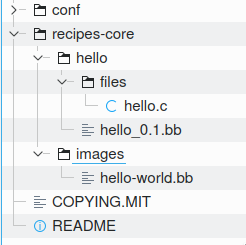 conf
recipes-core
hello
files
hello.c
hello_0.1.bb
images
hello-world.bb
COPYING.MIT
README